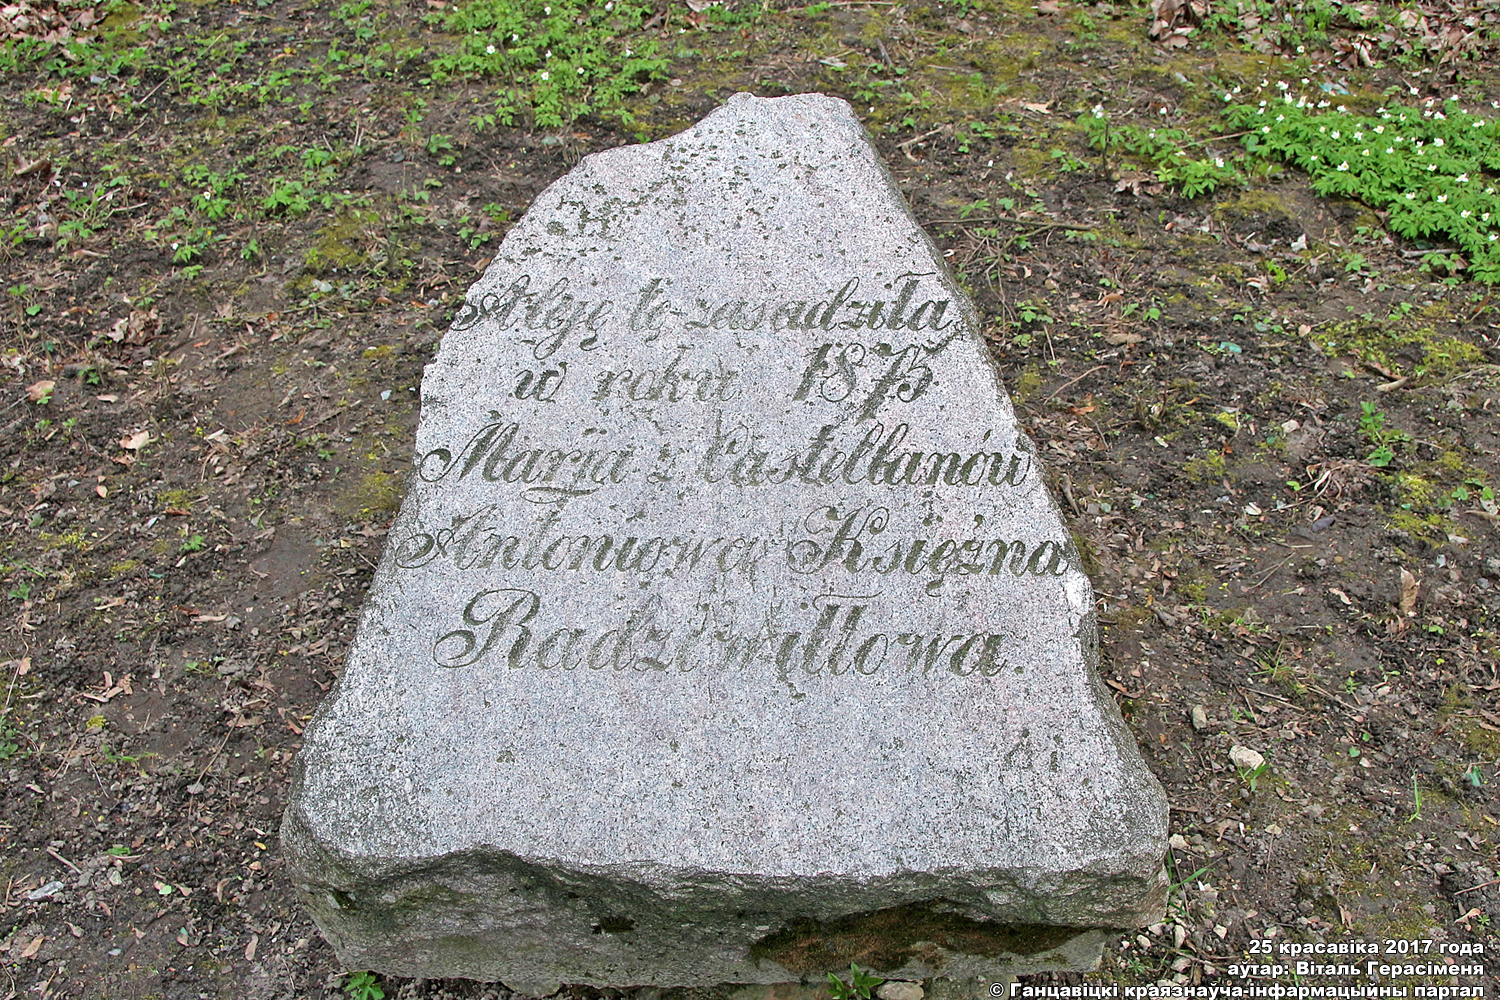 Aleję tę zasadziła
w roku 1875.
Marja z Castellanów
Antoniowa Księżna
Radziwiłłowa.
25 красавіка 2017 года
аутар: Віталь Герасіменя
© Ганцавіцкі краязнаўча-інфармацыйны партал